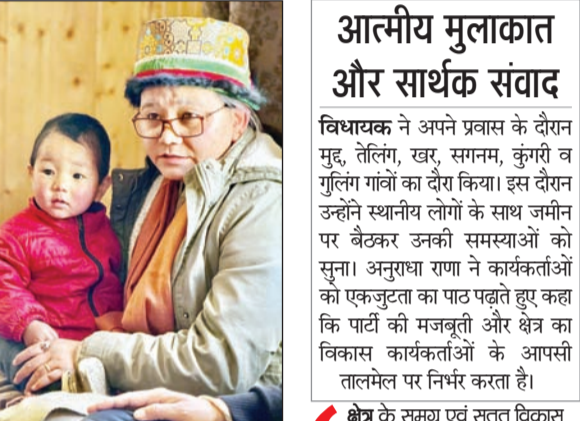 आत्मीय मुलाकात
और सार्थक संवाद
विधायक ने अपने प्रवास के दौरान
मुद्द, तेलिंग, खर, सगनम, कुंगरी व
गुलिंग गांवों का दौरा किया। इस दौरान
उन्होंने स्थानीय लोगों के साथ जमीन
पर बैठकर उनकी समस्याओं को
सुना। अनुराधा राणा ने कार्यकर्ताओं
को एकजुटता का पाठ पढ़ाते हुए कहा
कि पार्टी की मजबूती और क्षेत्र का
विकास कार्यकर्ताओं के आपसी
तालमेल पर निर्भर करता है।
क्षेत्र के समग्र एवं सतत विकास